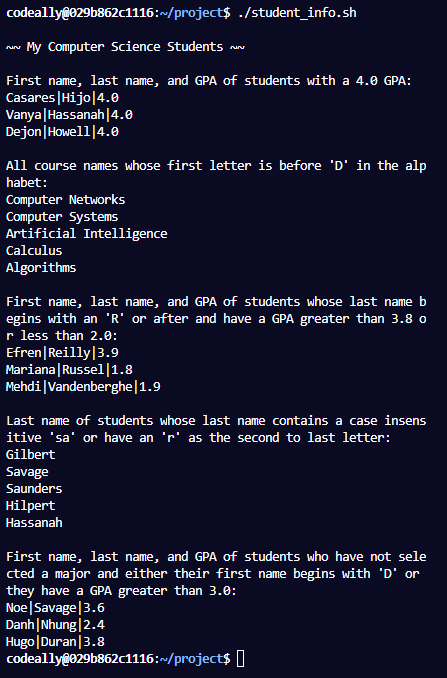 codeally@029b862c1116:~/project$ ./student_info.sh
~~ My Computer Science Students ~~
First name, last name, and GPA of students with a 4.0 GPA:
Casares|Hijo|4.0
Vanya|Hassanah|4.0
Dejon|Howell|4.0
All course names whose first letter is before 'D' in the alp
habet:
Computer Networks
Computer Systems
Artificial Intelligence
Calculus
Algorithms
First name, last name, and GPA of students whose last name b
egins with an 'R' or after and have a GPA greater than 3.8 o
r less than 2.0:
Efren|Reilly|3.9
Mariana|Russel|1.8
Mehdi|Vandenberghe|1.9
Last name of students whose last name contains a case insens
itive 'sa' or have an 'r' as the second to last letter:
Gilbert
Savage
Saunders
Hilpert
Hassanah
First name, last name, and GPA of students who have not sele
cted a major and either their first name begins with 'D' or
they have a GPA greater than 3.0:
Noe|Savage|3.6
Danh|Nhung|2.4
Hugo|Duran|3.8
codeally@029b862c1116:~/project$